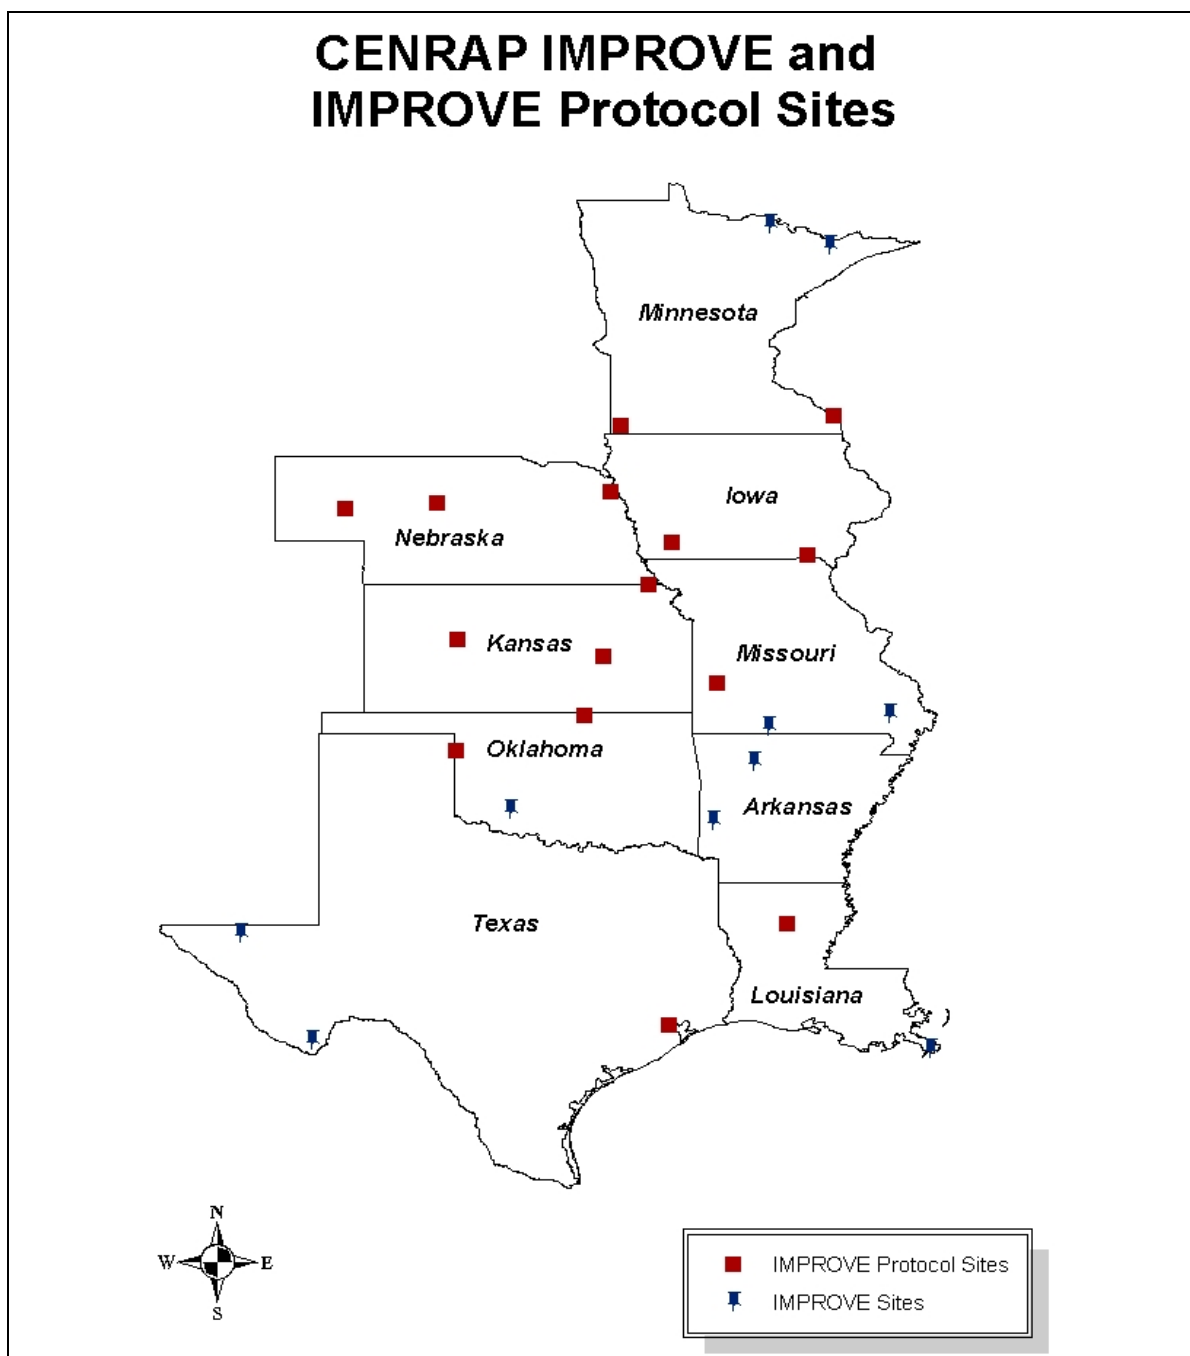 CENRAP IMPROVE and
IMPROVE Protocol Sites
Minnesota
Iowa
Nebraska
Kansas
Missouri
Oklahoma
Arkansas
Texas
Louisiana
N
W E
S
IMPROVE Protocol Sites
IMPROVE Sites